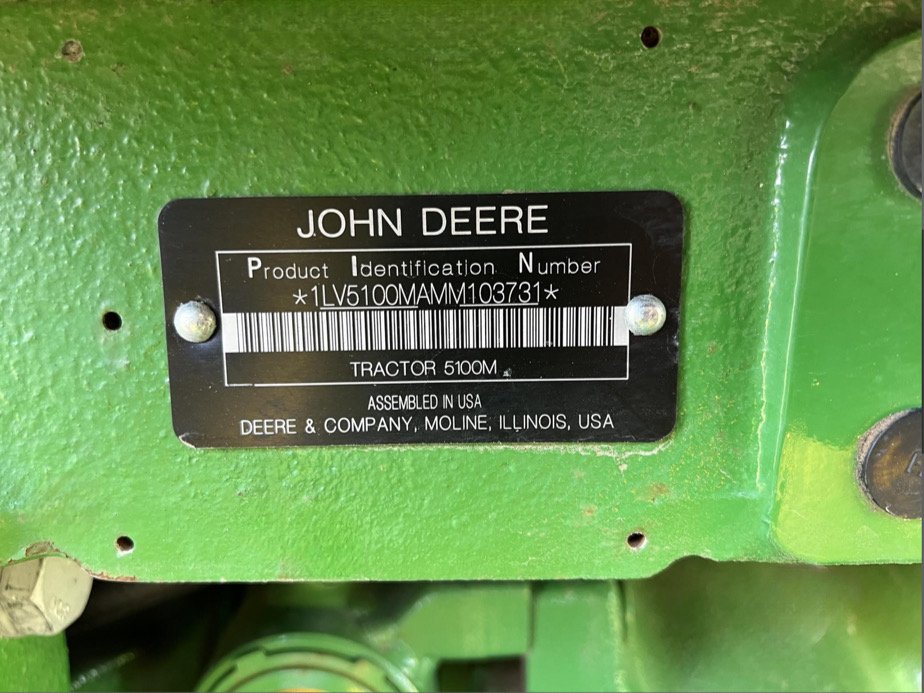 JOHN DEERE
Product Identification Number
*1LV5100MAMM103731*
TRACTOR 5100M
ASSEMBLED IN USA
DEERE & COMPANY, MOLINE, ILLINOIS, USA